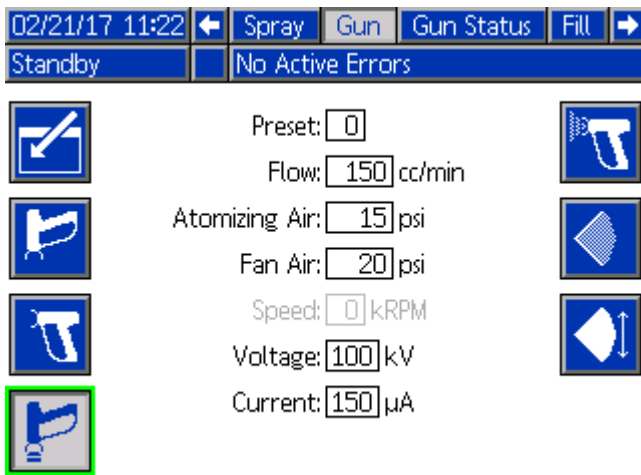 02/21/17 11:22 Spray Gun Gun Status Fill
Standby No Active Errors
Preset: 0
Flow: 150 cc/min
Atomizing Air: 15 psi
Fan Air: 20 psi
Speed: 0 kRPM
Voltage: 100 kV
Current: 150 µA